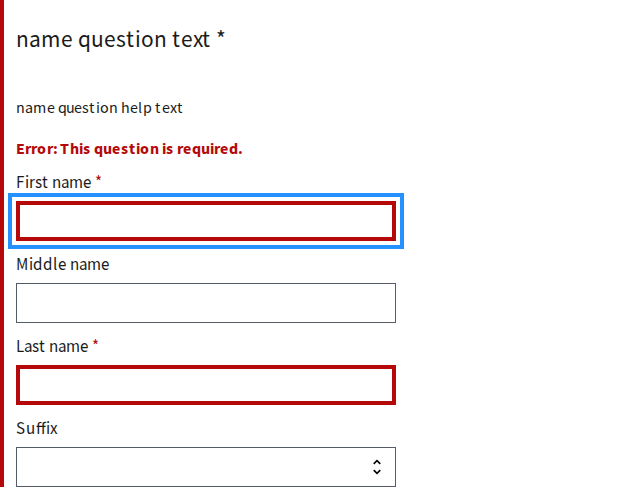 name question text *
name question help text
Error: This question is required.
First name *
Middle name
Last name *
Suffix